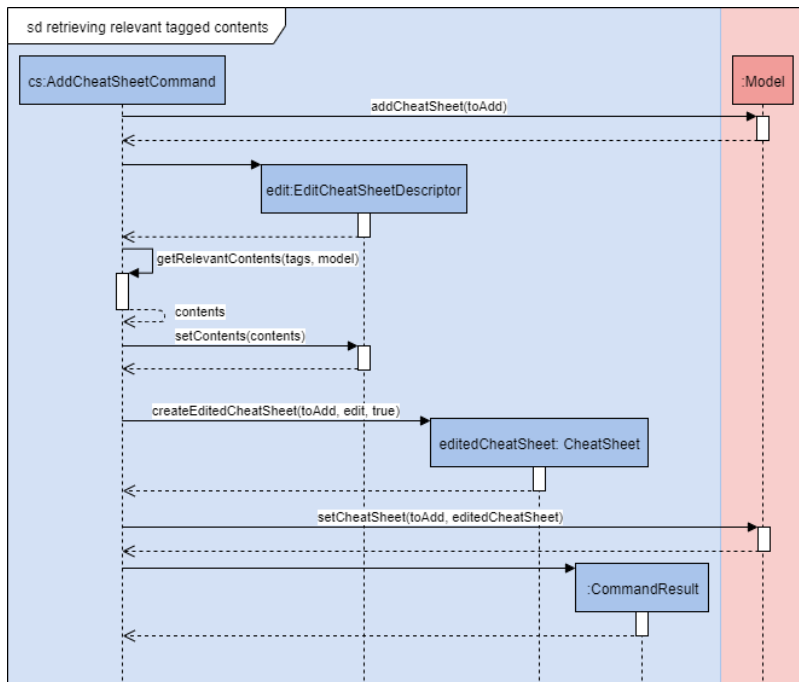 sd retrieving relevant tagged contents
cs:AddCheatSheetCommand
:Model
addCheatSheet(toAdd)
edit:EditCheatSheetDescriptor
getRelevantContents(tags, model)
contents
setContents(contents)
createEditedCheatSheet(toAdd, edit, true)
editedCheatSheet: CheatSheet
setCheatSheet(toAdd, editedCheatSheet)
:CommandResult